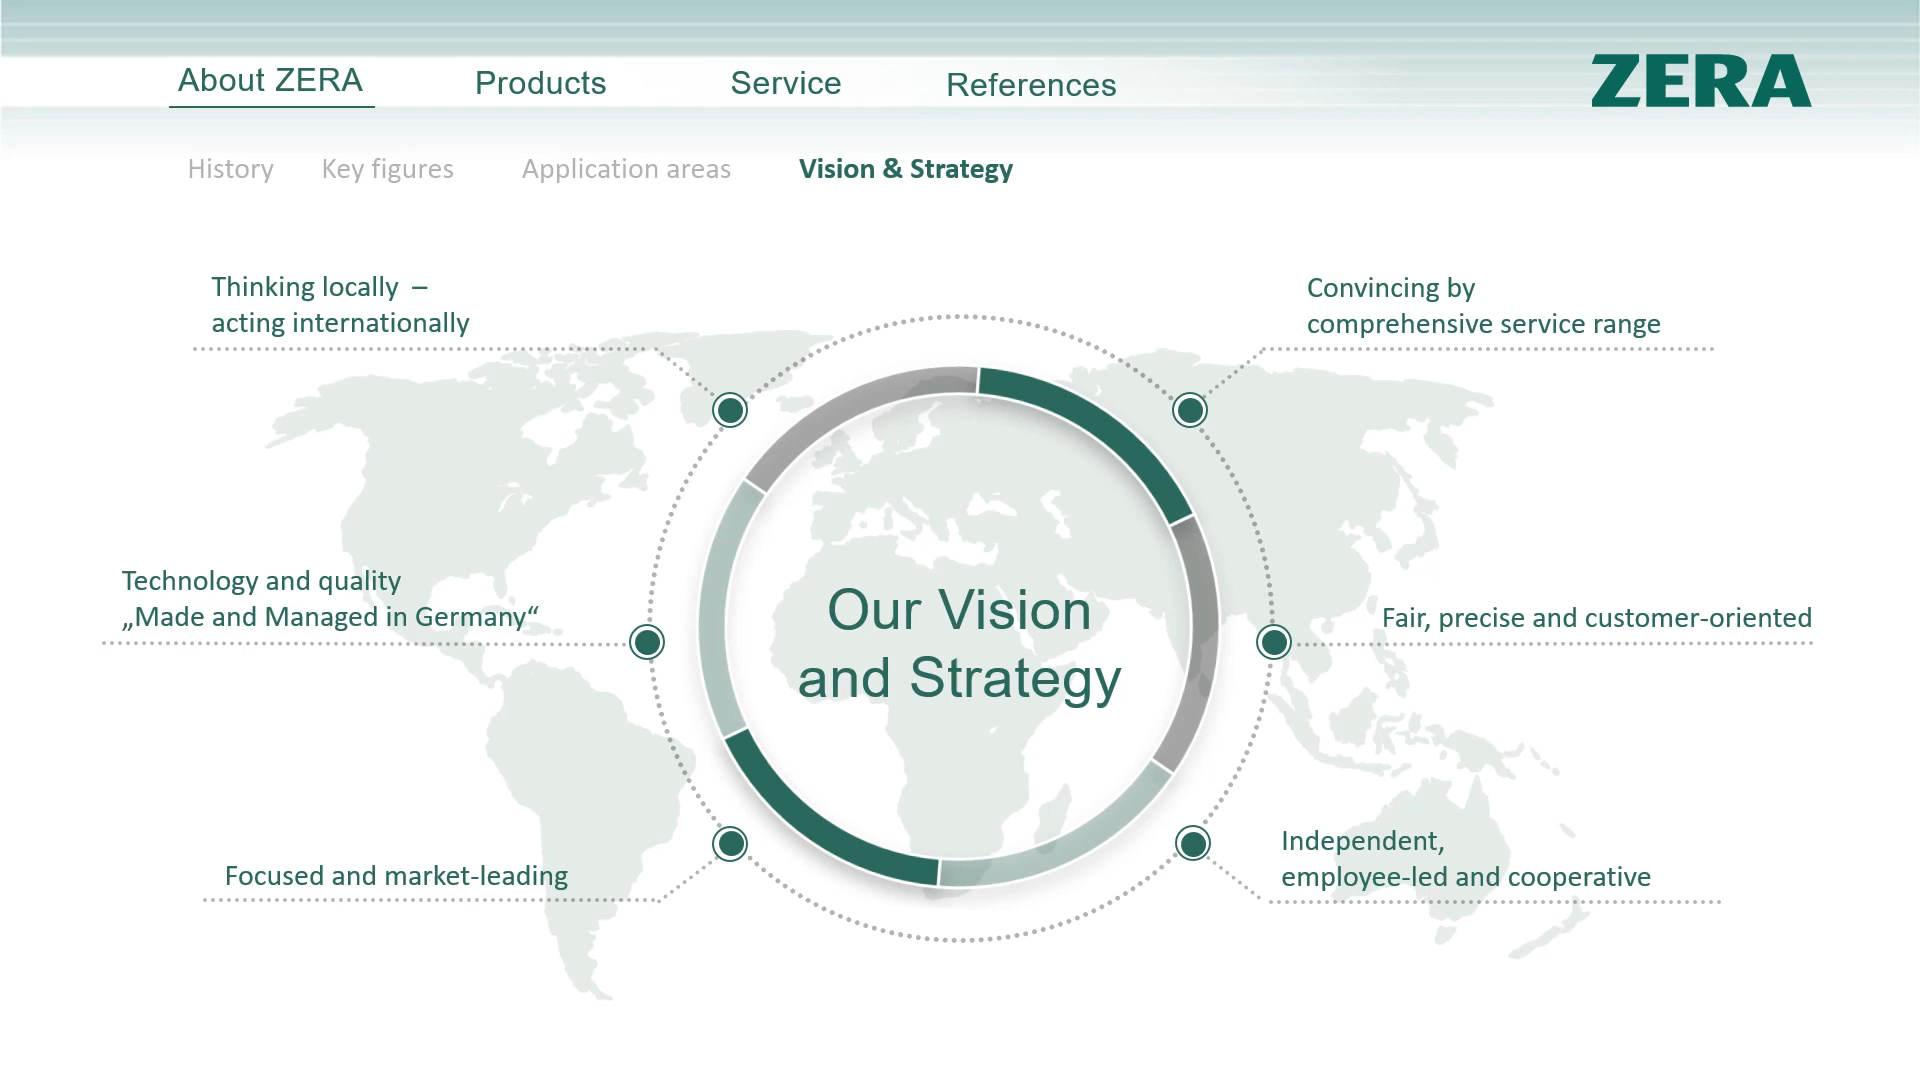 About ZERA
Products
Service
References
ZERA
History
Key figures
Application areas
Vision & Strategy
Thinking locally –
acting internationally
Convincing by
comprehensive service range
Technology and quality
„Made and Managed in Germany“
Our Vision
and Strategy
Fair, precise and customer-oriented
Focused and market-leading
Independent,
employee-led and cooperative